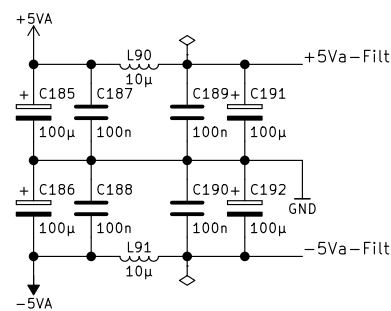 +5VA
L90
10µ
+5Va-Filt
+ C185
C187
C189
+ C191
100µ
100n
100n
100µ
+ C186
C188
C190
+ C192
GND
100µ
100n
100n
100µ
L91
10µ
-5Va-Filt
-5VA